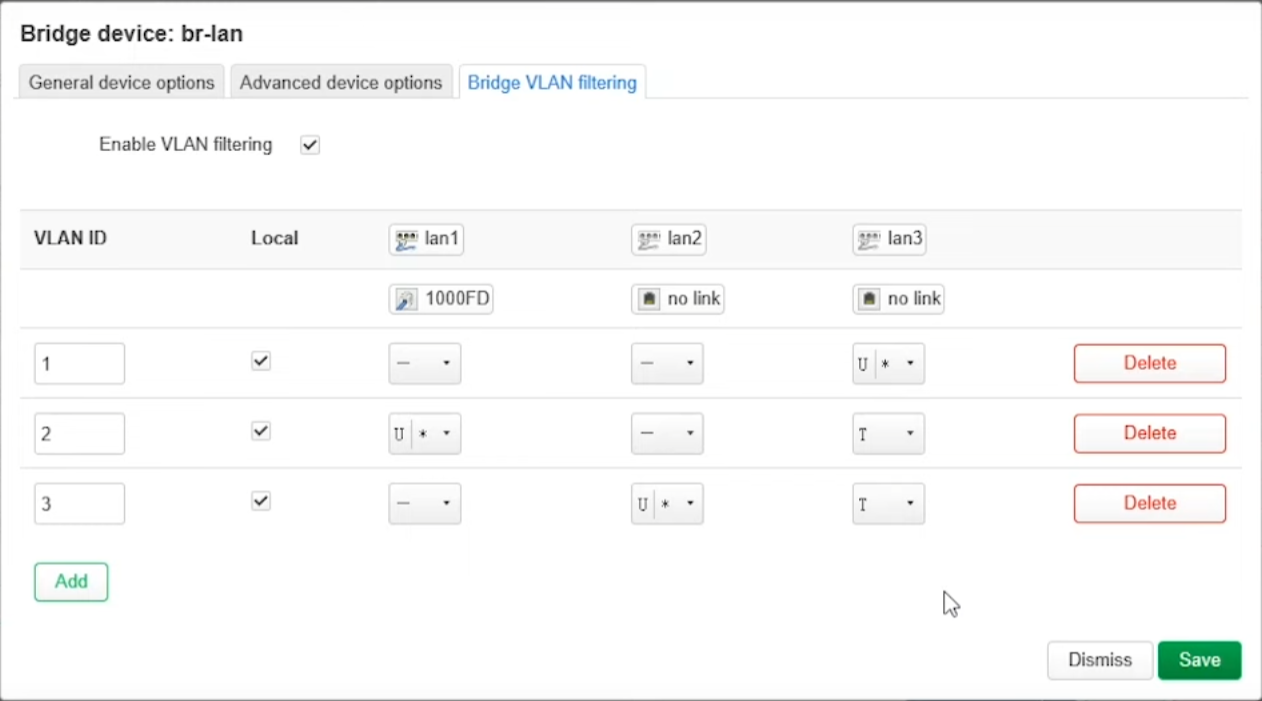 Bridge device: br-lan
General device options Advanced device options Bridge VLAN filtering
Enable VLAN filtering
VLAN ID Local lan1 lan2 lan3
1000FD no link no link
1 — — U * Delete
2 U * — T Delete
3 — U * T Delete
Add
Dismiss Save